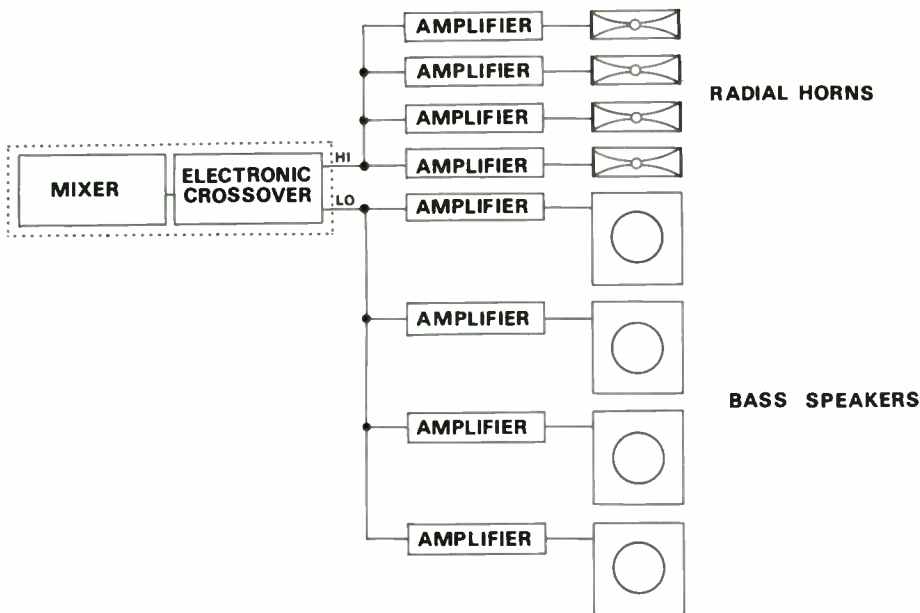 AMPLIFIER
AMPLIFIER
RADIAL HORNS
AMPLIFIER
HI
AMPLIFIER
MIXER
ELECTRONIC
CROSSOVER
LO
AMPLIFIER
AMPLIFIER
BASS SPEAKERS
AMPLIFIER
AMPLIFIER